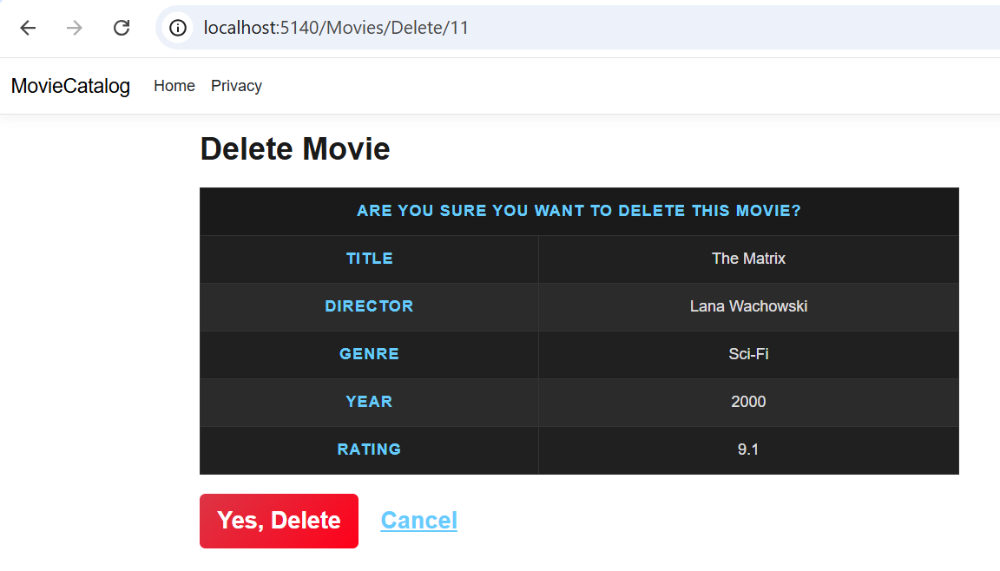 localhost:5140/Movies/Delete/11
MovieCatalog Home Privacy
Delete Movie
ARE YOU SURE YOU WANT TO DELETE THIS MOVIE?
TITLE The Matrix
DIRECTOR Lana Wachowski
GENRE Sci-Fi
YEAR 2000
RATING 9.1
Yes, Delete Cancel